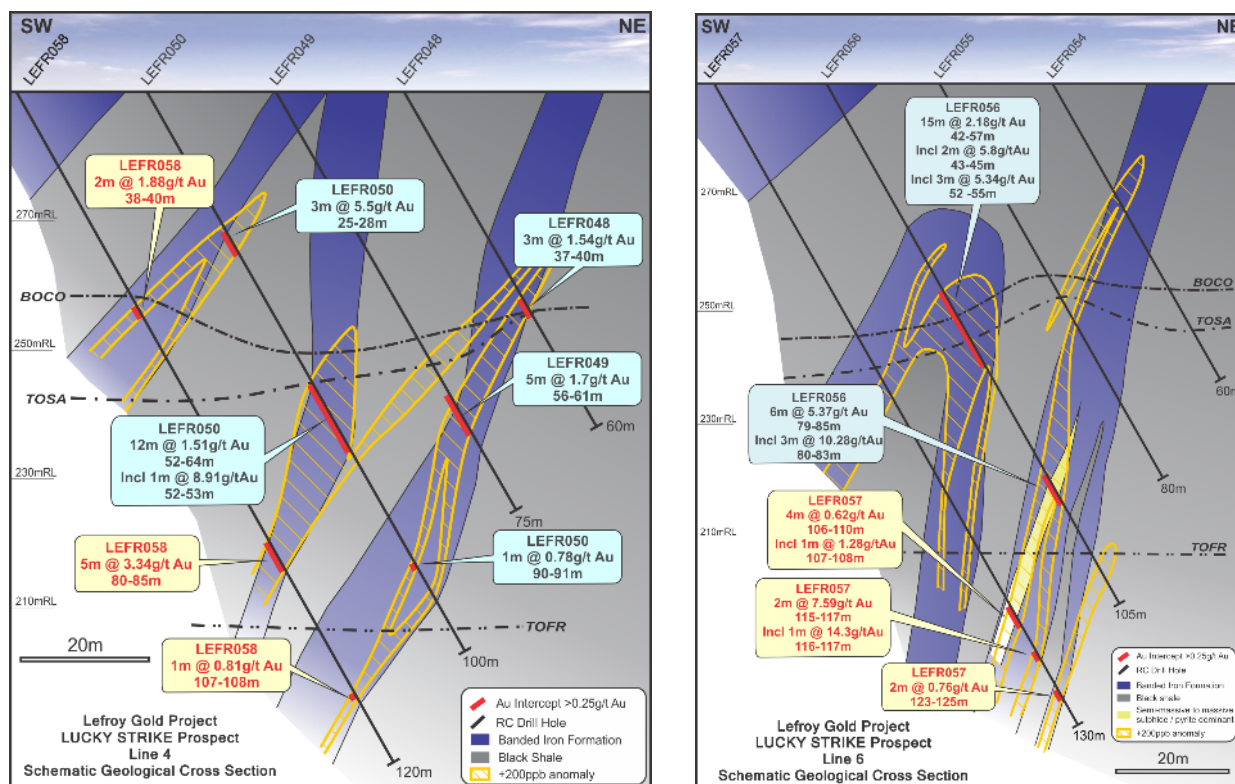 SW
NE
LEFR058
LEFR050
LEFR049
LEFR048
LEFR058
2m @ 1.88g/t Au
38-40m
LEFR050
3m @ 5.5g/t Au
25-28m
LEFR048
3m @ 1.54g/t Au
37-40m
270mRL
BOCO
250mRL
TOSA
LEFR049
5m @ 1.7g/t Au
56-61m
60m
LEFR050
12m @ 1.51g/t Au
52-64m
Incl 1m @ 8.91g/tAu
52-53m
230mRL
75m
LEFR058
5m @ 3.34g/t Au
80-85m
LEFR050
1m @ 0.78g/t Au
90-91m
210mRL
TOFR
20m
100m
LEFR058
1m @ 0.81g/t Au
107-108m
120m
Lefroy Gold Project
LUCKY STRIKE Prospect
Line 4
Schematic Geological Cross Section
Au Intercept >0.25g/t Au
RC Drill Hole
Banded Iron Formation
Black Shale
+200ppb anomaly
SW
NE
LEFR057
LEFR056
LEFR055
LEFR054
LEFR056
15m @ 2.18g/t Au
42-57m
Incl 2m @ 5.8g/tAu
43-45m
Incl 3m @ 5.34g/tAu
52 -55m
270mRL
BOCO
250mRL
TOSA
60m
LEFR056
6m @ 5.37g/t Au
79-85m
Incl 3m @ 10.28g/tAu
80-83m
230mRL
80m
LEFR057
4m @ 0.62g/t Au
106-110m
Incl 1m @ 1.28g/tAu
107-108m
210mRL
TOFR
LEFR057
2m @ 7.59g/t Au
115-117m
Incl 1m @ 14.3g/tAu
116-117m
105m
LEFR057
2m @ 0.76g/t Au
123-125m
130m
Lefroy Gold Project
LUCKY STRIKE Prospect
Line 6
Schematic Geological Cross Section
Au Intercept >0.25g/t Au
RC Drill Hole
Banded Iron Formation
Black shale
Semi-massive to massive
sulphide / pyrite dominant
+200ppb anomaly
20m